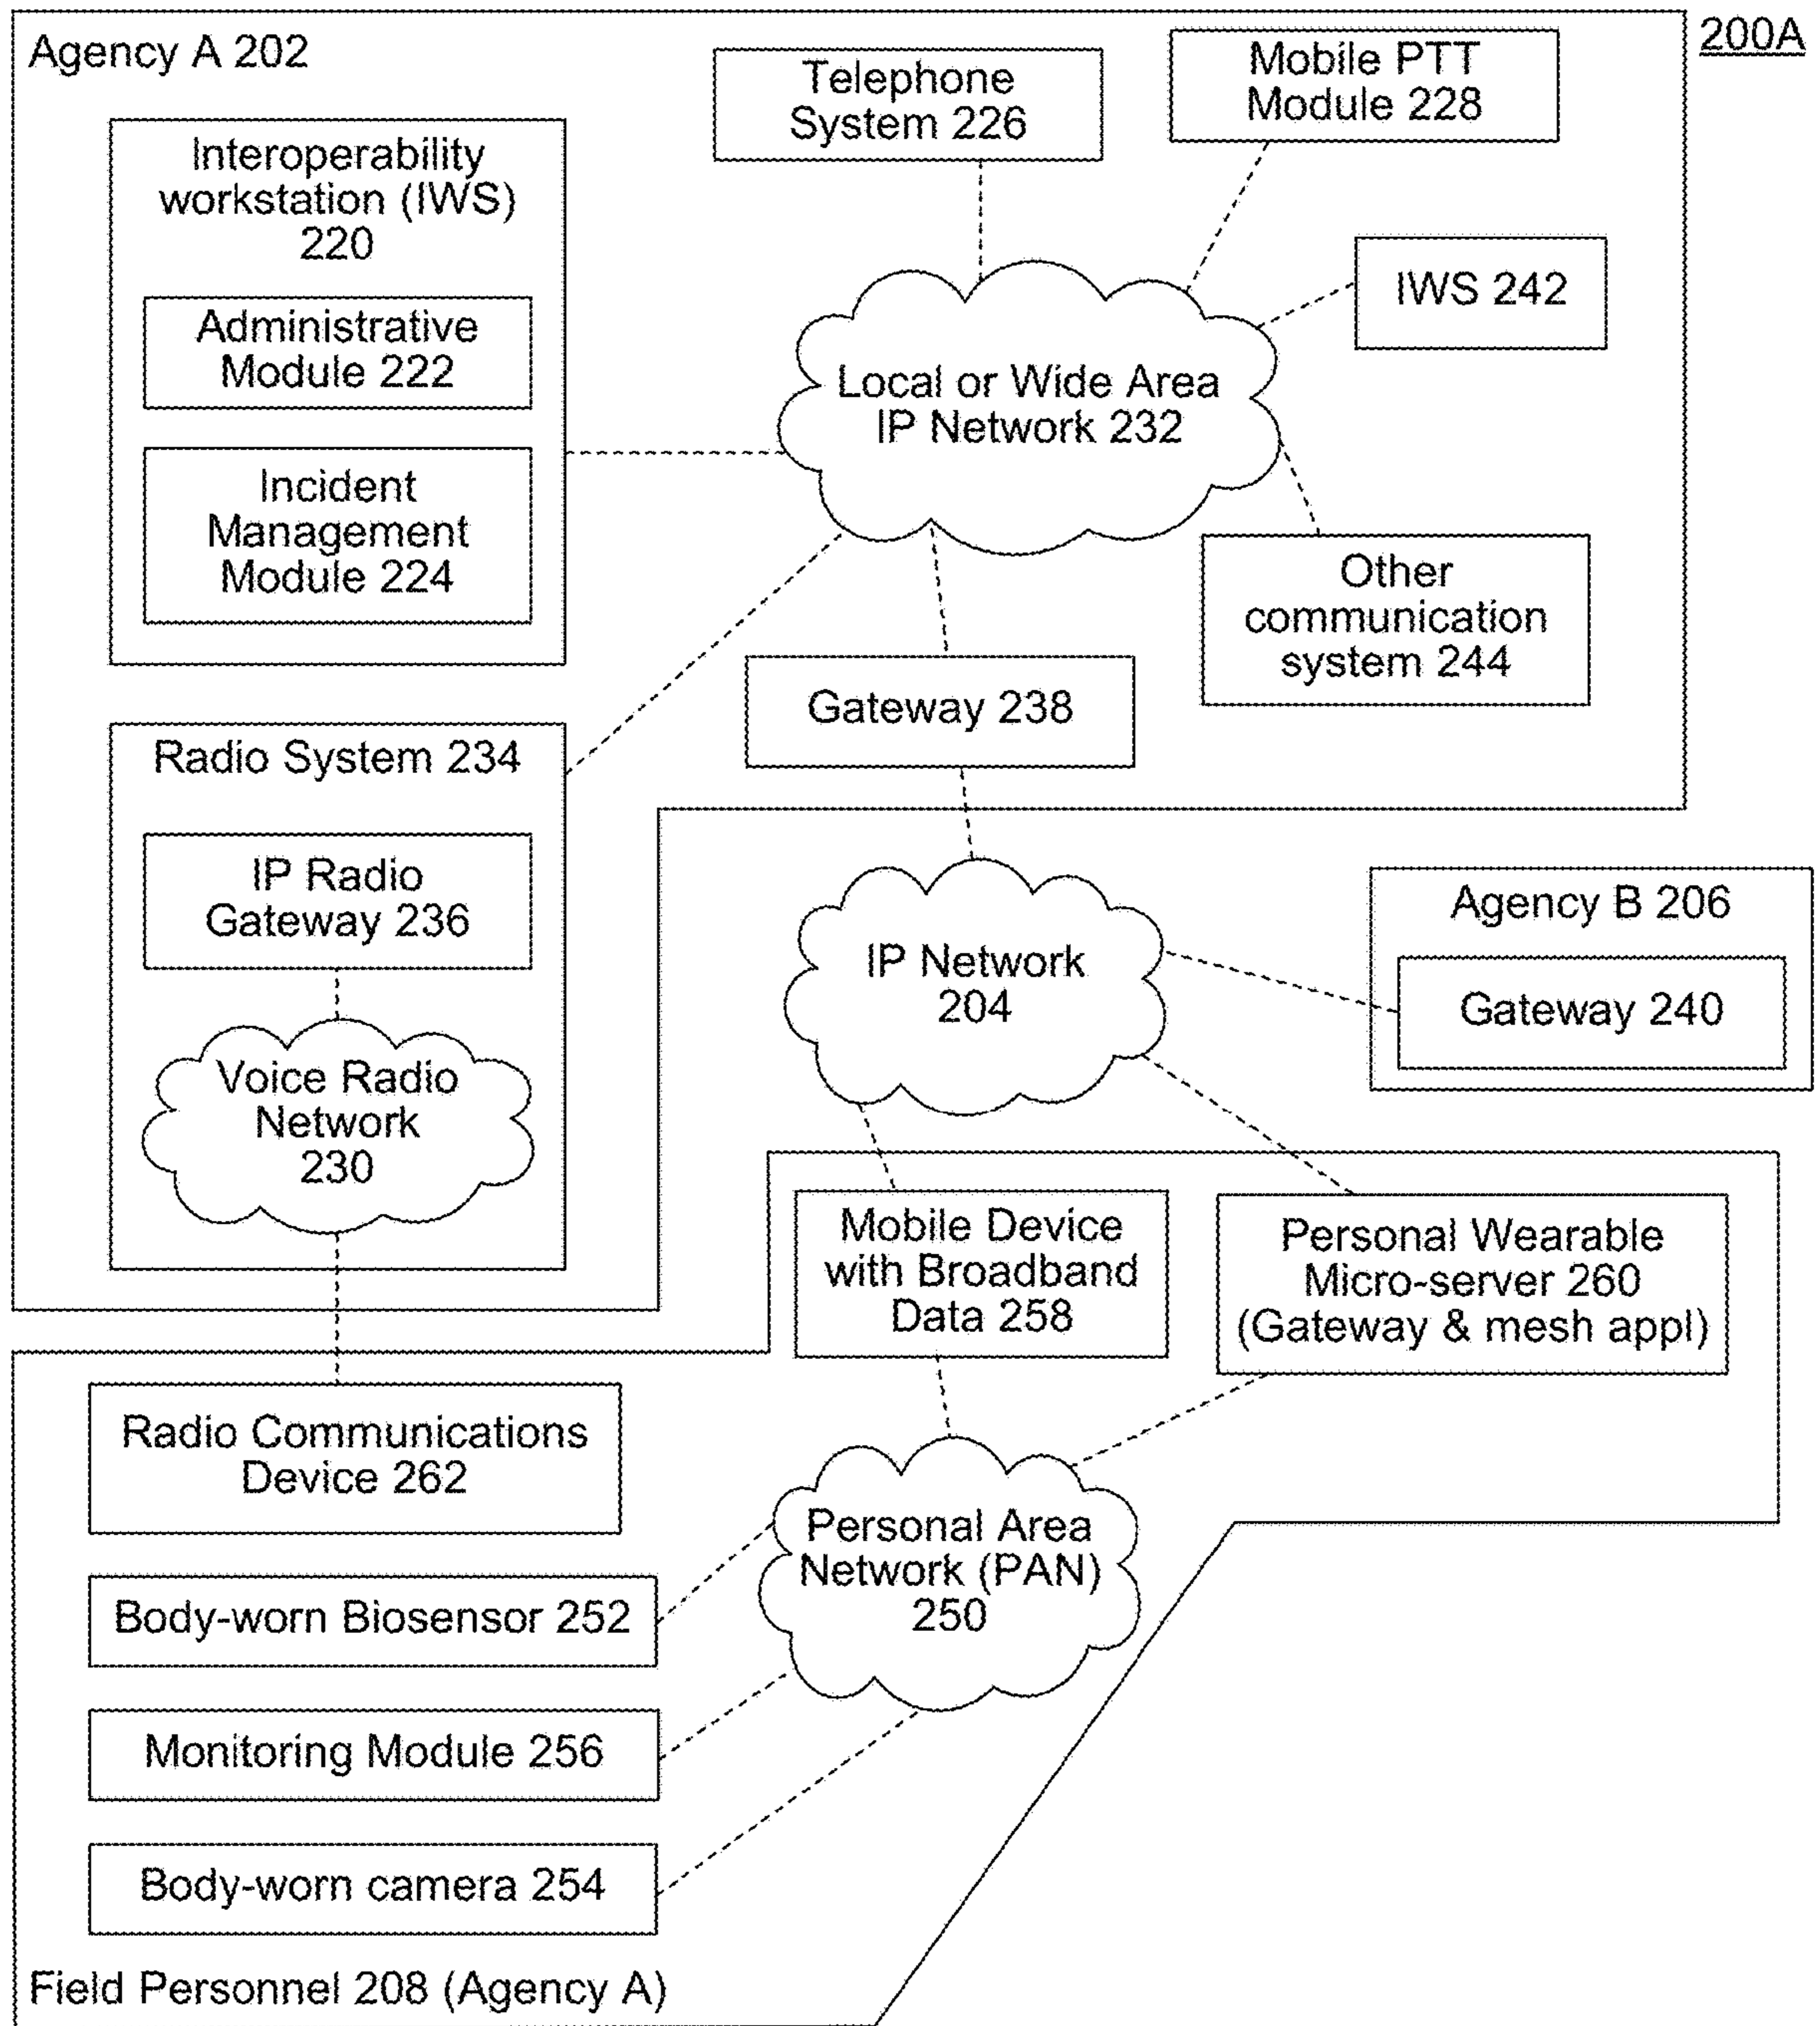 200A
Agency A 202
Telephone
System 226
Mobile PTT
Module 228
Interoperability
workstation (IWS)
220
Administrative
Module 222
Incident
Management
Module 224
IWS 242
Local or Wide Area
IP Network 232
Other
communication
system 244
Gateway 238
Radio System 234
IP Radio
Gateway 236
Voice Radio
Network
230
IP Network
204
Agency B 206
Gateway 240
Mobile Device
with Broadband
Data 258
Personal Wearable
Micro-server 260
(Gateway & mesh appl)
Radio Communications
Device 262
Personal Area
Network (PAN)
250
Body-worn Biosensor 252
Monitoring Module 256
Body-worn camera 254
Field Personnel 208 (Agency A)